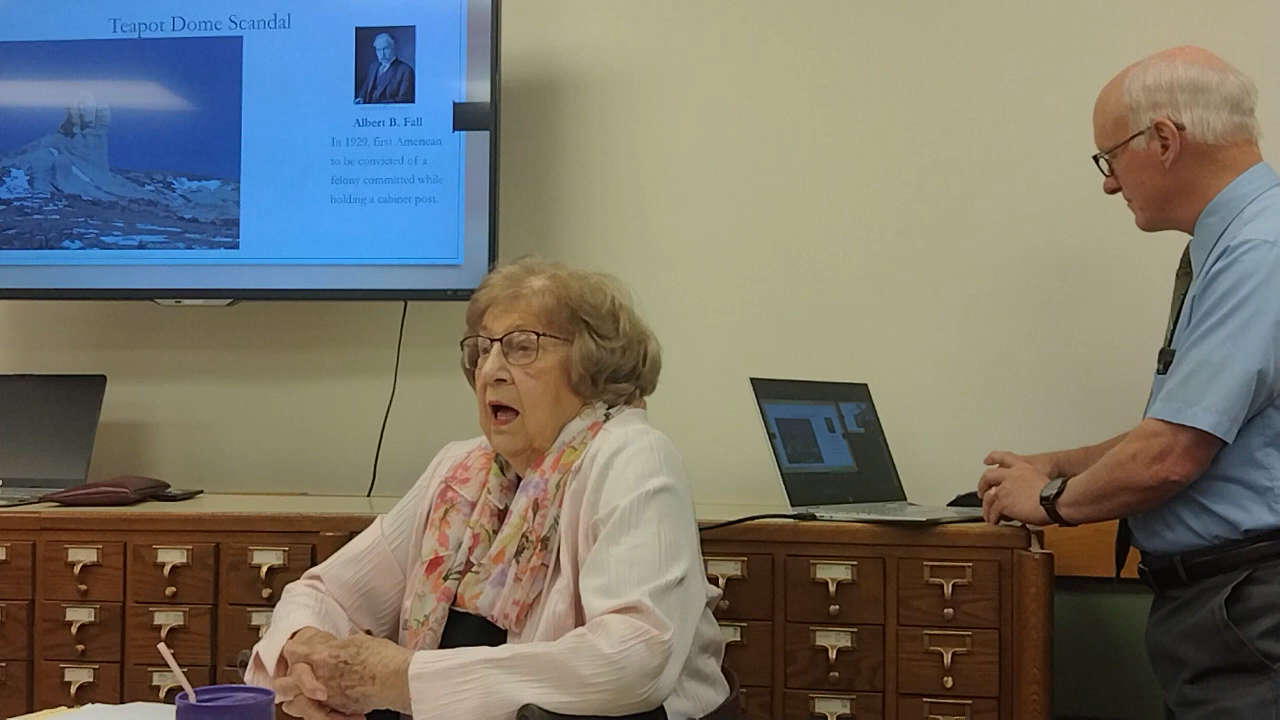 Teapot Dome Scandal
Albert B. Fall
In 1929, first American
to be convicted of a
felony committed while
holding a cabinet post.